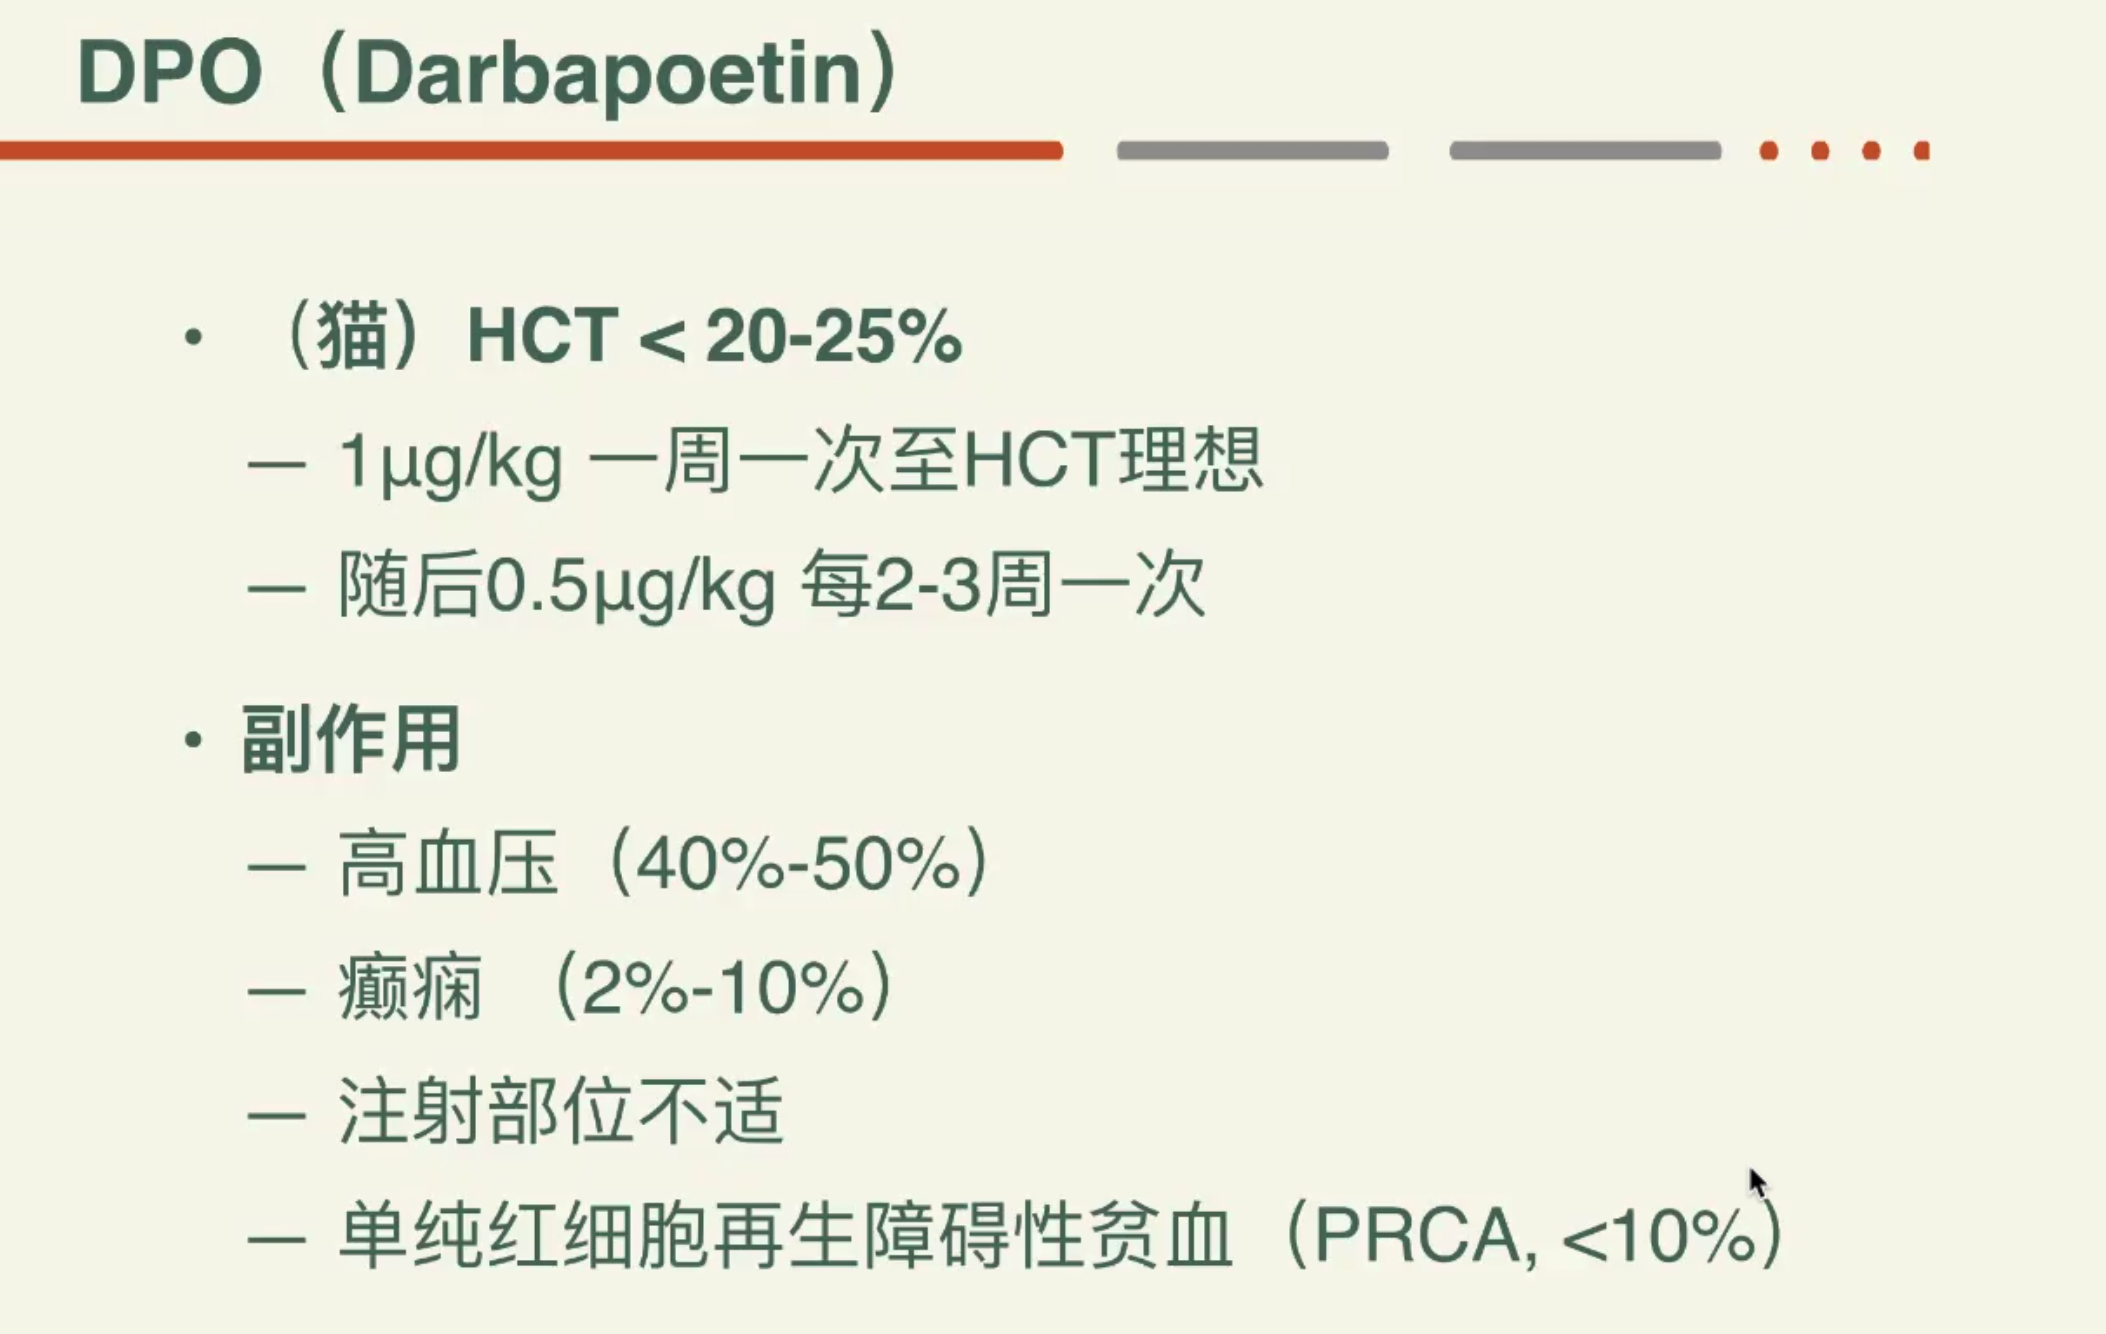 DPO（Darbapoetin）
• （猫）HCT < 20-25%
— 1μg/kg 一周一次至HCT理想
— 随后0.5μg/kg 每2-3周一次
• 副作用
— 高血压（40%-50%）
— 癫痫 （2%-10%）
— 注射部位不适
— 单纯红细胞再生障碍性贫血（PRCA, <10%）